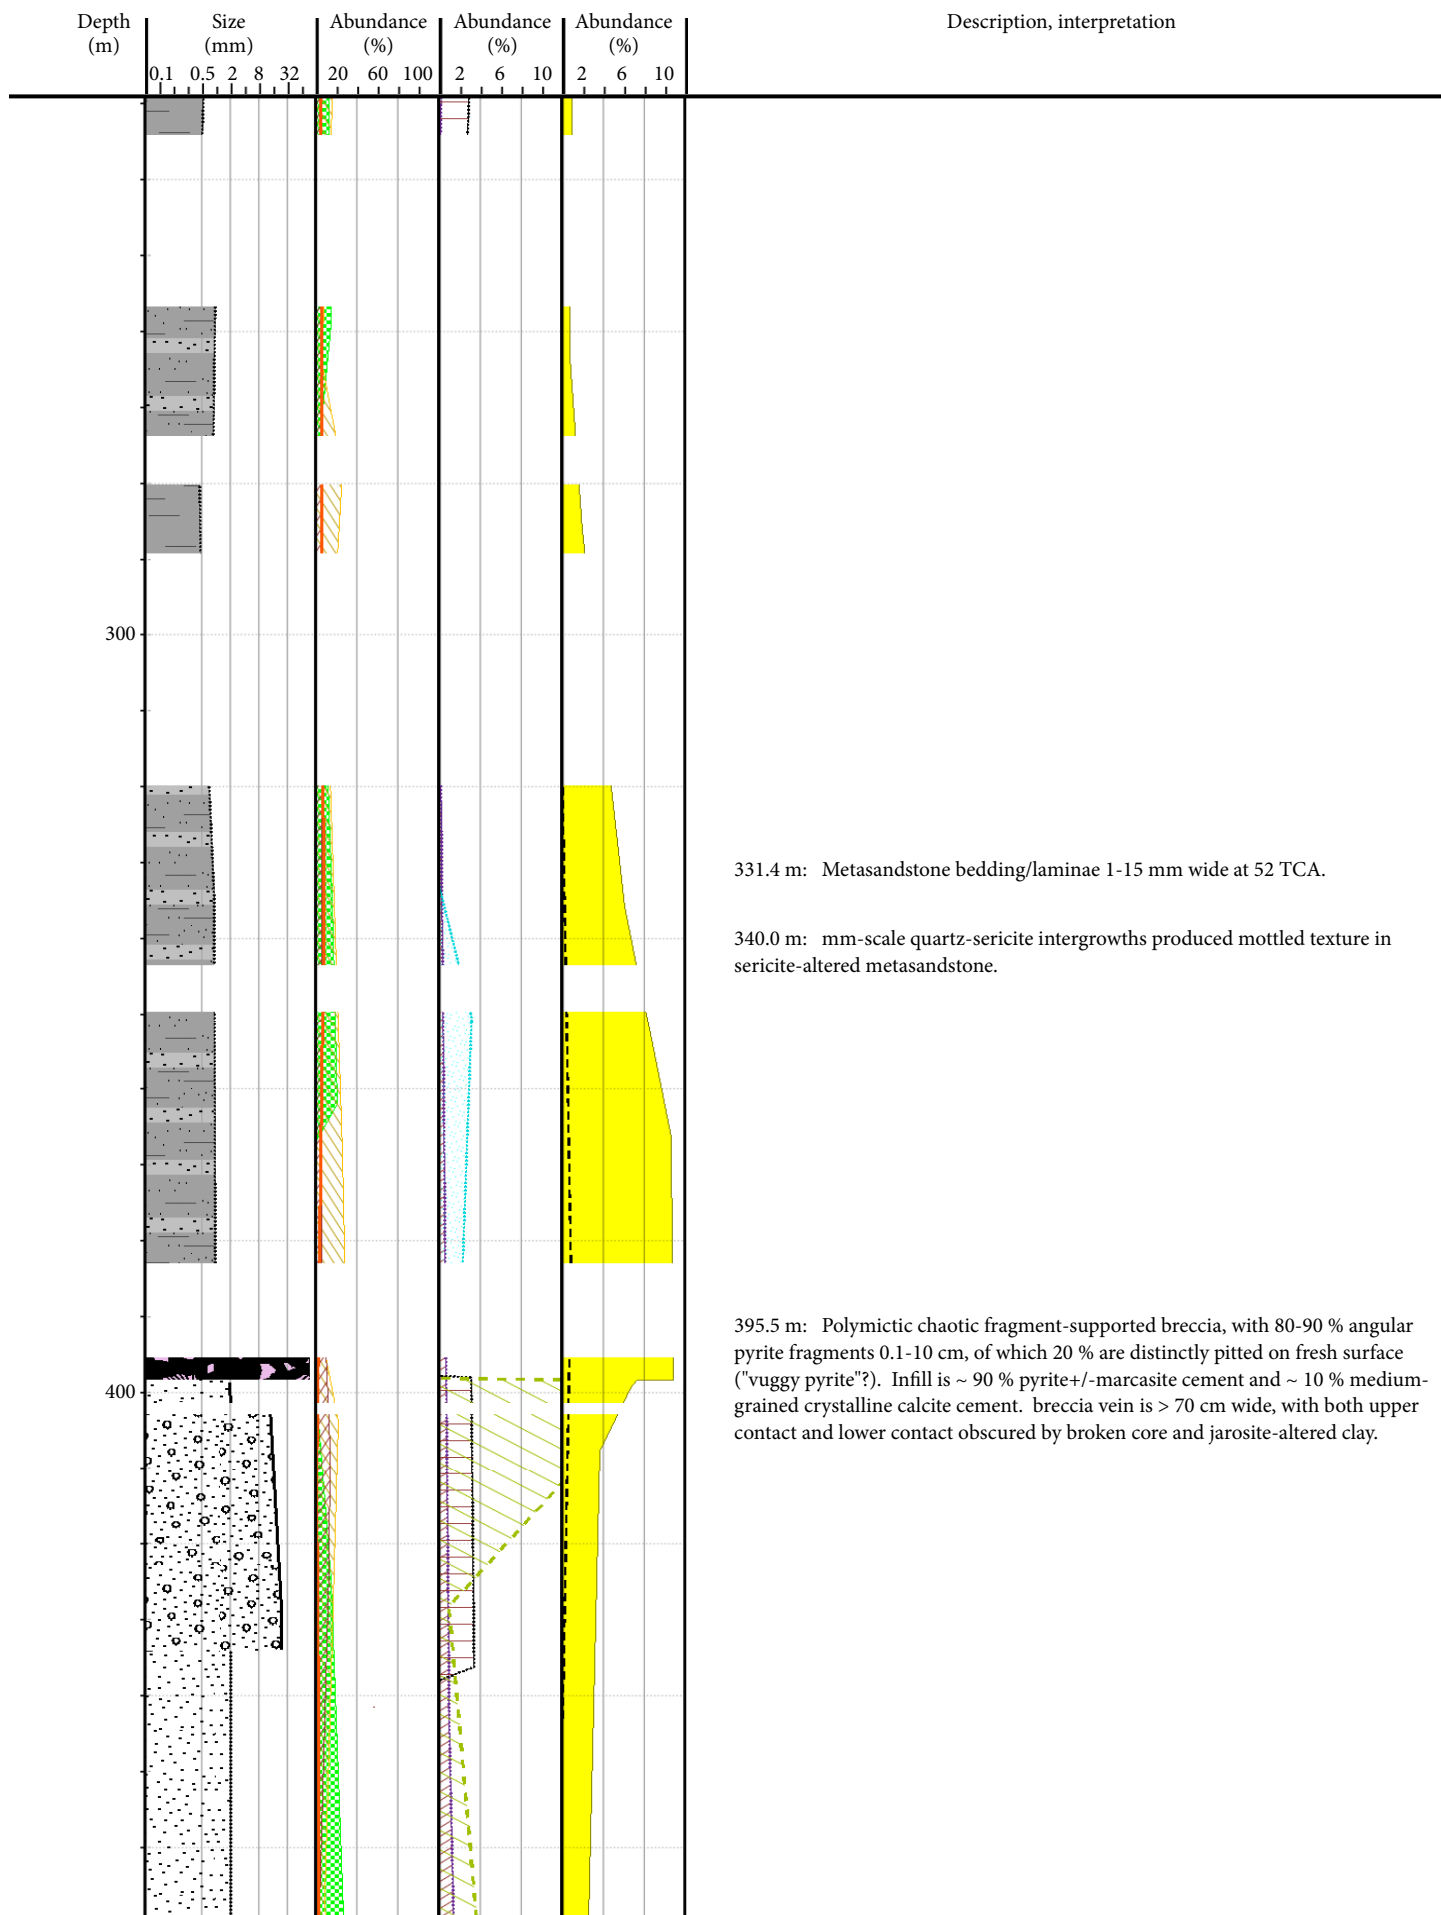 Depth Size Abundance Abundance Abundance Description, interpretation
(m) (mm) (%) (%) (%)
0.1 0.5 2 8 32 20 60 100 2 6 10 2 6 10
300
331.4 m: Metasandstone bedding/laminae 1-15 mm wide at 52 TCA.
340.0 m: mm-scale quartz-sericite intergrowths produced mottled texture in
sericite-altered metasandstone.
395.5 m: Polymictic chaotic fragment-supported breccia, with 80-90 % angular
pyrite fragments 0.1-10 cm, of which 20 % are distinctly pitted on fresh surface
("vuggy pyrite"?). Infill is ~ 90 % pyrite+/-marcasite cement and ~ 10 % medium-
400
grained crystalline calcite cement. breccia vein is > 70 cm wide, with both upper
contact and lower contact obscured by broken core and jarosite-altered clay.